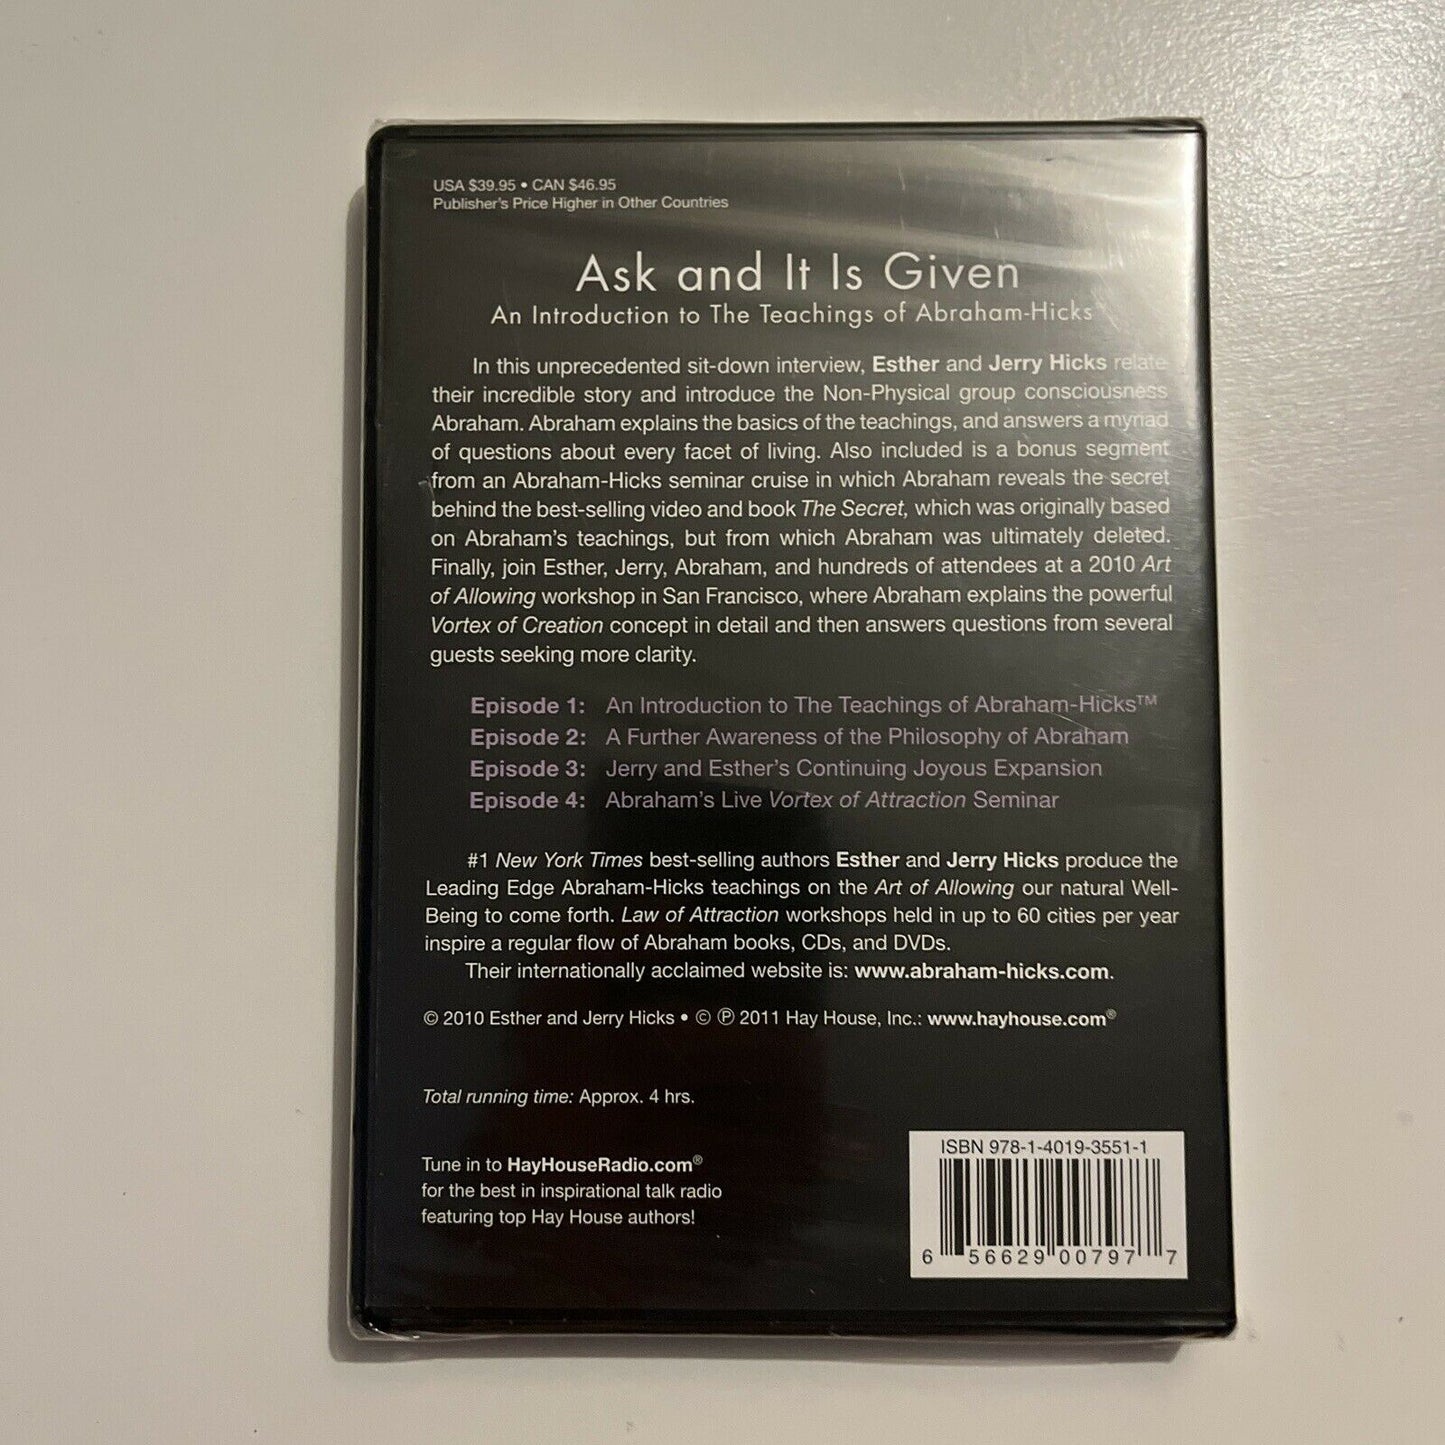 USA $39.95 • CAN $46.95
Publisher's Price Higher in Other Countries
Ask and It Is Given
An Introduction to The Teachings of Abraham-Hicks™
In this unprecedented sit-down interview, Esther and Jerry Hicks relate
their incredible story and introduce the Non-Physical group consciousness
Abraham. Abraham explains the basics of the teachings, and answers a myriad
of questions about every facet of living. Also included is a bonus segment
from an Abraham-Hicks seminar cruise in which Abraham reveals the secret
behind the best-selling video and book The Secret, which was originally based
on Abraham's teachings, but from which Abraham was ultimately deleted.
Finally, join Esther, Jerry, Abraham, and hundreds of attendees at a 2010 Art
of Allowing workshop in San Francisco, where Abraham explains the powerful
Vortex of Creation concept in detail and then answers questions from several
guests seeking more clarity.
Episode 1: An Introduction to The Teachings of Abraham-Hicks™
Episode 2: A Further Awareness of the Philosophy of Abraham
Episode 3: Jerry and Esther's Continuing Joyous Expansion
Episode 4: Abraham's Live Vortex of Attraction Seminar
#1 New York Times best-selling authors Esther and Jerry Hicks produce the
Leading Edge Abraham-Hicks teachings on the Art of Allowing our natural Well-
Being to come forth. Law of Attraction workshops held in up to 60 cities per year
inspire a regular flow of Abraham books, CDs, and DVDs.
Their internationally acclaimed website is: www.abraham-hicks.com.
© 2010 Esther and Jerry Hicks • © ℗ 2011 Hay House, Inc.: www.hayhouse.com®
Total running time: Approx. 4 hrs.
Tune in to HayHouseRadio.com®
for the best in inspirational talk radio
featuring top Hay House authors!
ISBN 978-1-4019-3551-1
6 56629 00797 7